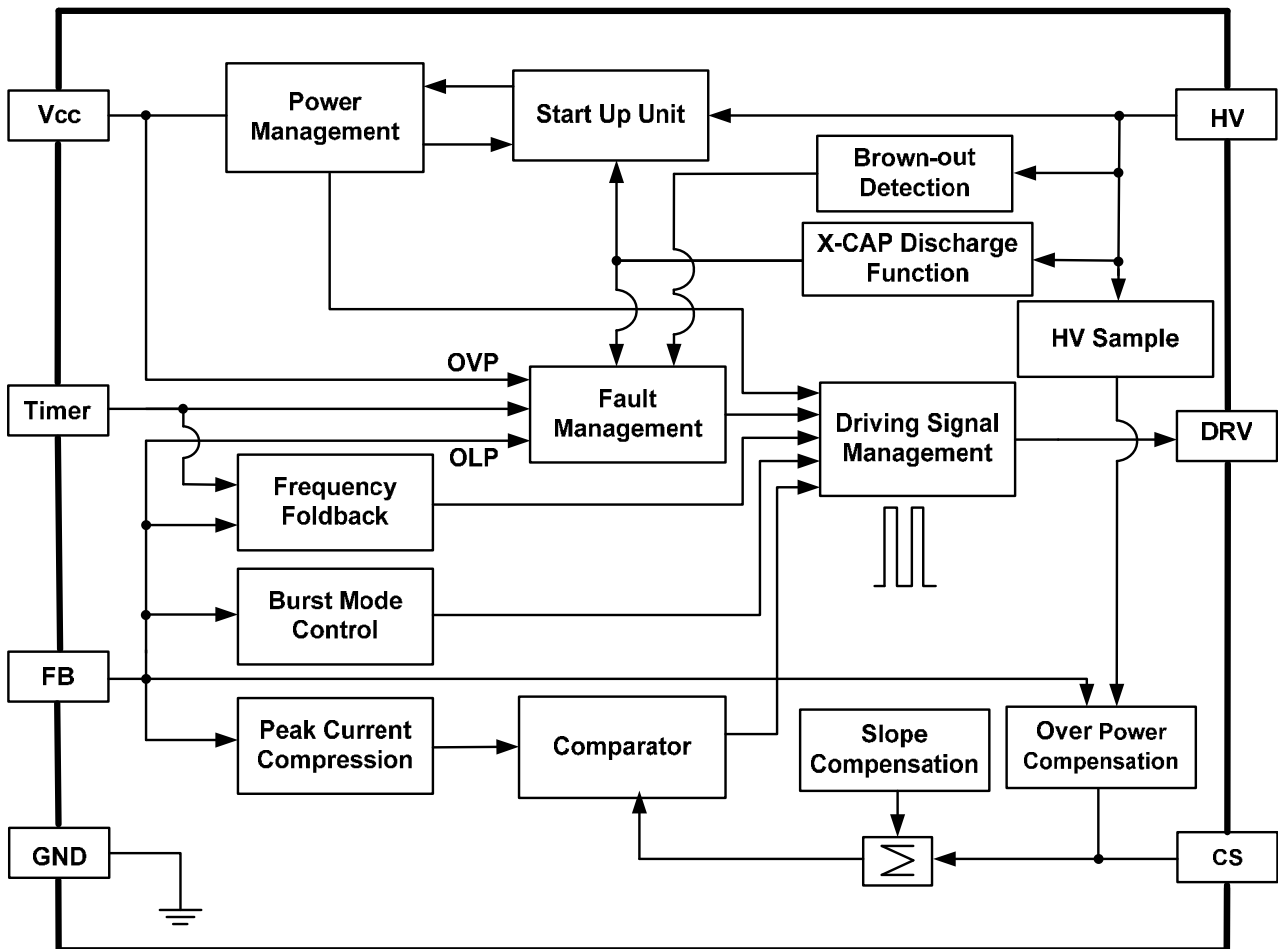 Vcc
Power
Management
Start Up Unit
HV
Brown-out
Detection
X-CAP Discharge
Function
HV Sample
OVP
Timer
Fault
Management
Driving Signal
Management
DRV
OLP
Frequency
Foldback
Burst Mode
Control
FB
Peak Current
Compression
Comparator
Slope
Compensation
Over Power
Compensation
GND
Σ
CS